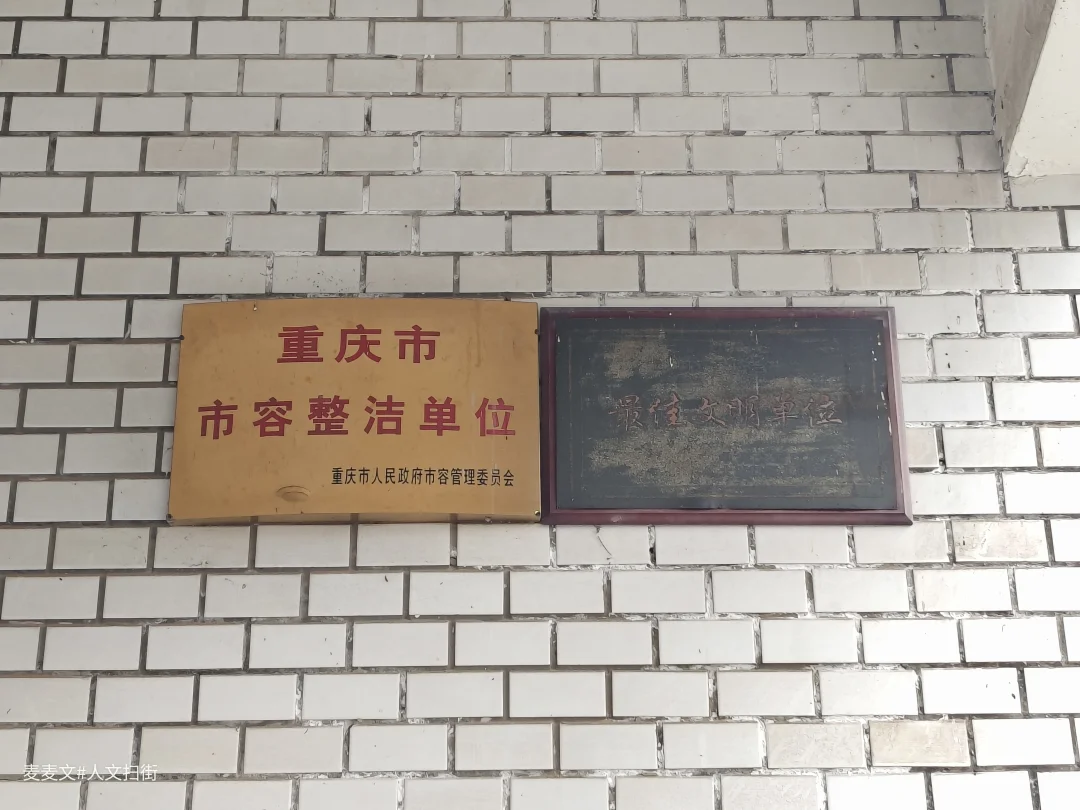 重庆市
市容整洁单位
重庆市人民政府市容管理委员会
最佳文明单位
麦麦文#人文扫街